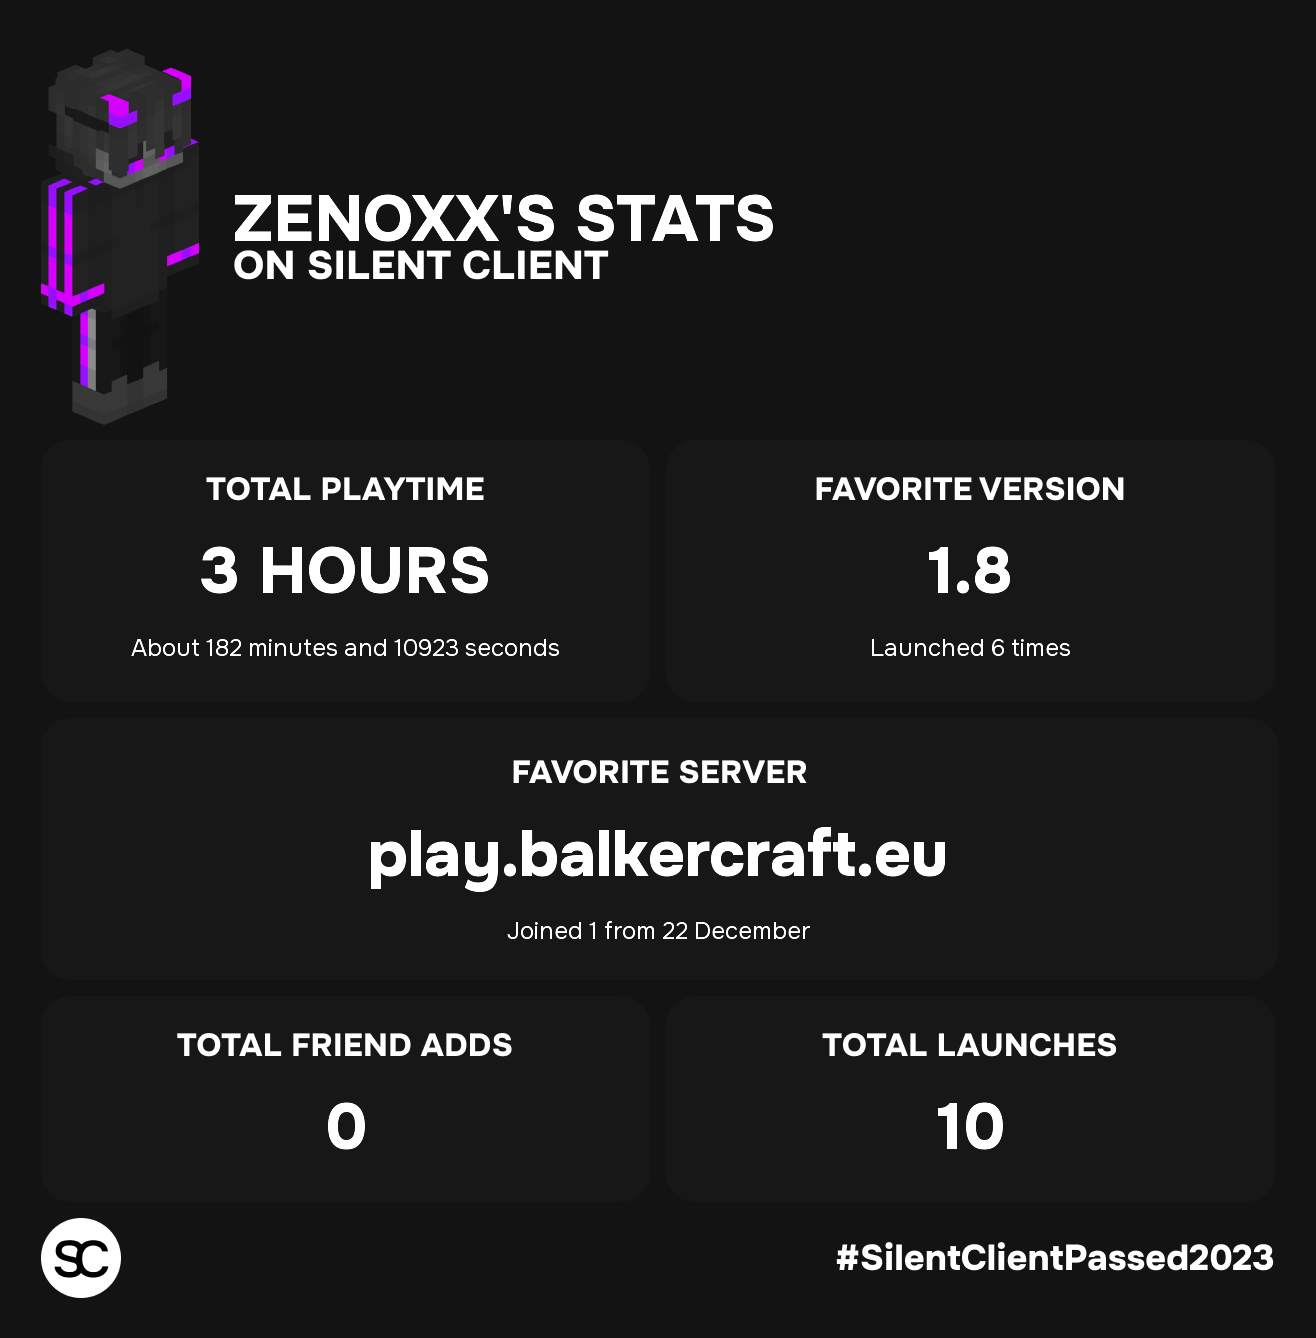 ZENOXX'S STATS
ON SILENT CLIENT
TOTAL PLAYTIME
3 HOURS
About 182 minutes and 10923 seconds
FAVORITE VERSION
1.8
Launched 6 times
FAVORITE SERVER
play.balkercraft.eu
Joined 1 from 22 December
TOTAL FRIEND ADDS
0
TOTAL LAUNCHES
10
SC
#SilentClientPassed2023